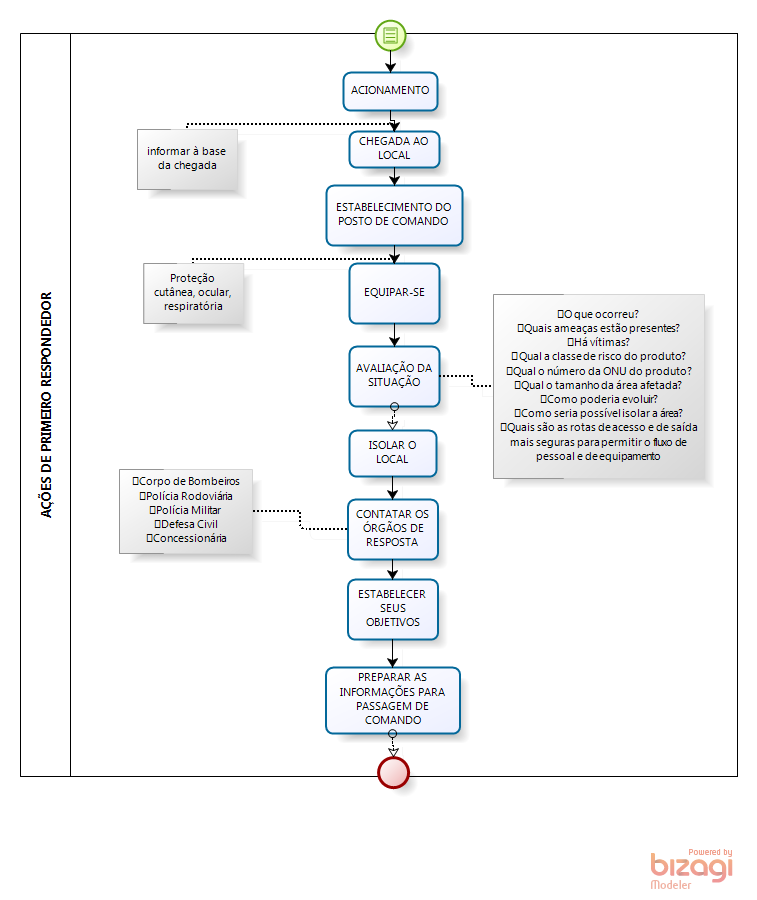 AÇÕES DE PRIMEIRO RESPONDEDOR
ACIONAMENTO
informar à base
da chegada
CHEGADA AO
LOCAL
ESTABELECIMENTO DO
POSTO DE COMANDO
Proteção
cutânea, ocular,
respiratória
EQUIPAR-SE
AVALIAÇÃO DA
SITUAÇÃO
O que ocorreu?
Quais ameaças estão presentes?
Há vítimas?
Qual a classe de risco do produto?
Qual o número da ONU do produto?
Qual o tamanho da área afetada?
Como poderia evoluir?
Como seria possível isolar a área?
Quais são as rotas de acesso e de saída
mais seguras para permitir o fluxo de
pessoal e de equipamento
ISOLAR O
LOCAL
Corpo de Bombeiros
Polícia Rodoviária
Polícia Militar
Defesa Civil
Concessionária
CONTATAR OS
ÓRGÃOS DE
RESPOSTA
ESTABELECER
SEUS
OBJETIVOS
PREPARAR AS
INFORMAÇÕES PARA
PASSAGEM DE
COMANDO
Powered by
bizagi
Modeler